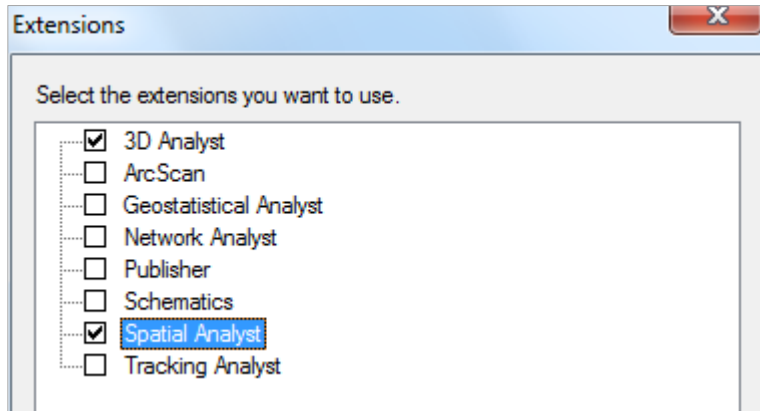 Extensions
Select the extensions you want to use.
3D Analyst
ArcScan
Geostatistical Analyst
Network Analyst
Publisher
Schematics
Spatial Analyst
Tracking Analyst